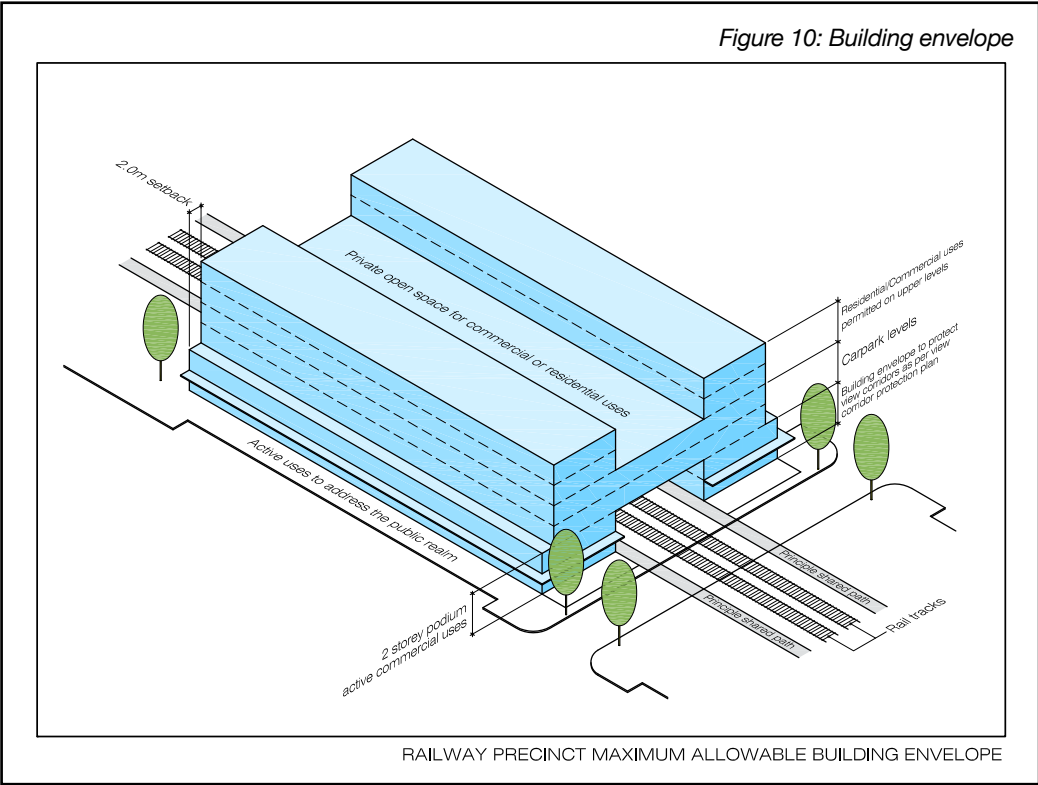 Figure 10: Building envelope
2.0m setback
Private open space for commercial or residential uses
Residential/Commercial uses
permitted on upper levels
Carpark levels
Building envelope to protect
view corridors as per view
corridor protection plan
Active uses to address the public realm
2 storey podium
active commercial uses
Principle shared path
Principle shared path
Rail tracks
RAILWAY PRECINCT MAXIMUM ALLOWABLE BUILDING ENVELOPE